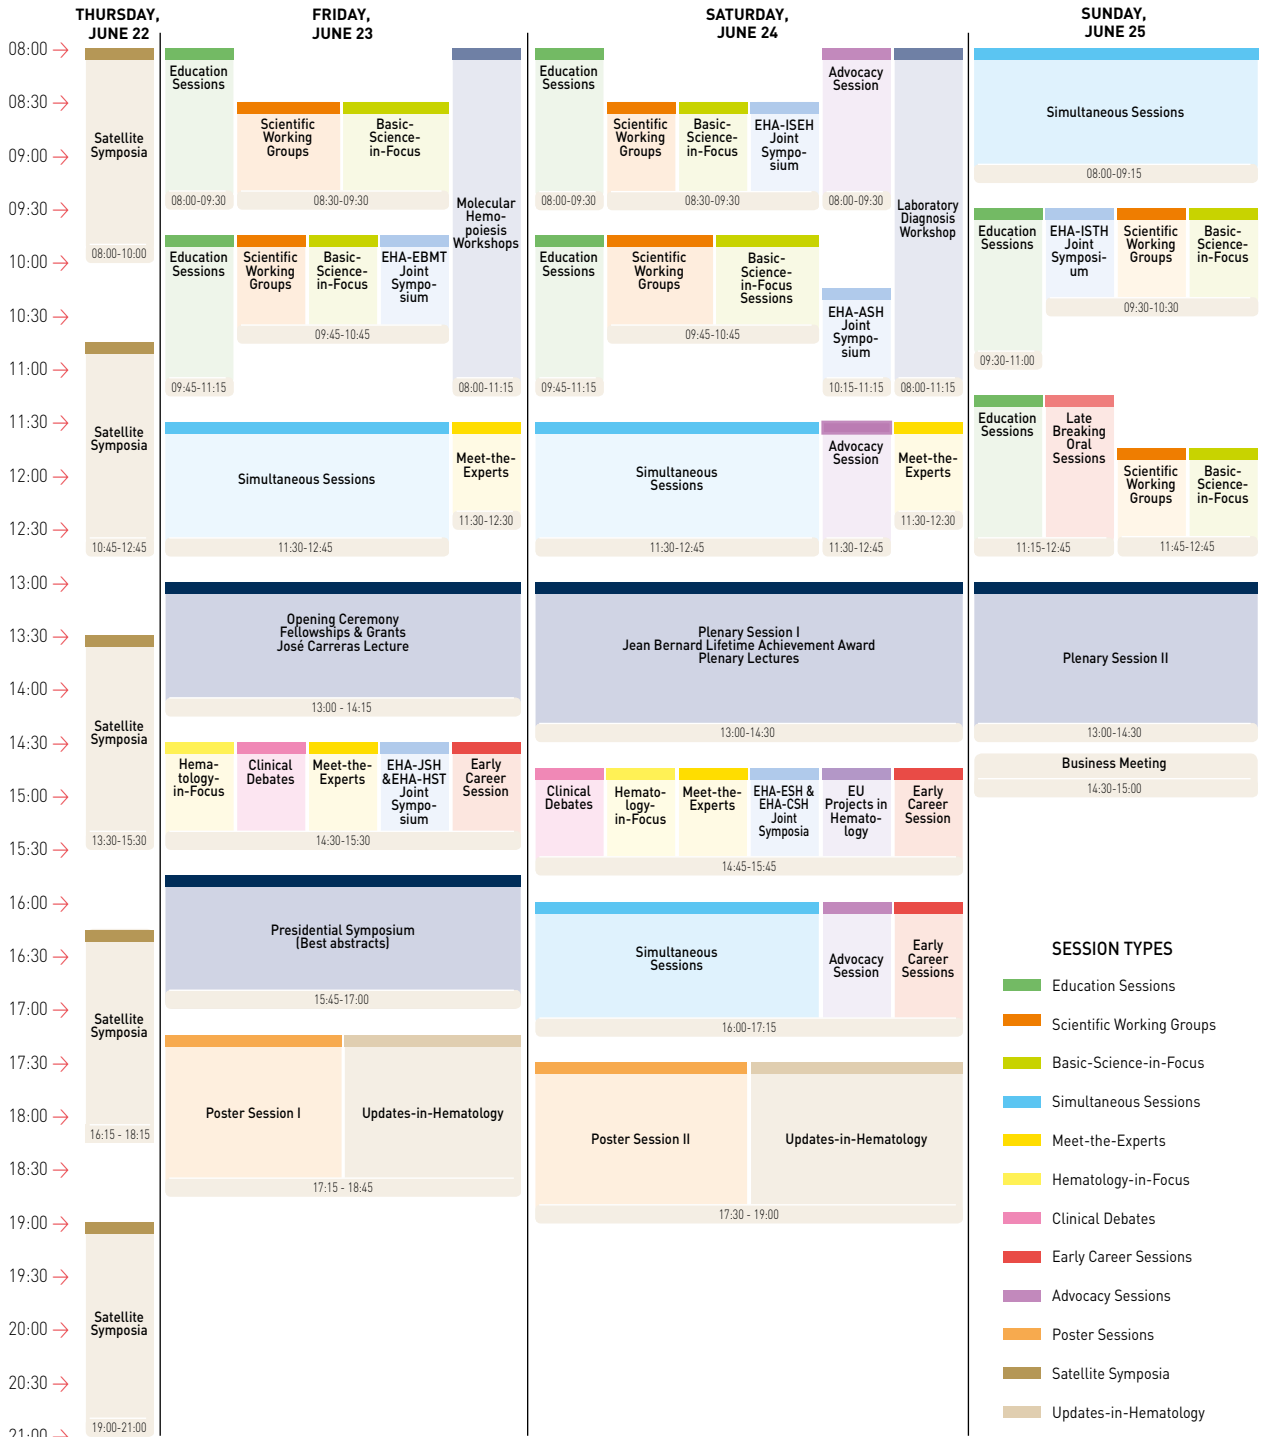 THURSDAY,
JUNE 22
FRIDAY,
JUNE 23
SATURDAY,
JUNE 24
SUNDAY,
JUNE 25
08:00
08:30
09:00
09:30
10:00
10:30
11:00
11:30
12:00
12:30
13:00
13:30
14:00
14:30
15:00
15:30
16:00
16:30
17:00
17:30
18:00
18:30
19:00
19:30
20:00
20:30
21:00
Satellite
Symposia
08:00-10:00
Satellite
Symposia
10:45-12:45
Satellite
Symposia
13:30-15:30
Satellite
Symposia
16:15 - 18:15
Satellite
Symposia
19:00-21:00
Education
Sessions
08:00-09:30
Scientific
Working
Groups
Basic-
Science-
in-Focus
08:30-09:30
Molecular
Hemo-
poiesis
Workshops
08:00-11:15
Education
Sessions
09:45-11:15
Scientific
Working
Groups
Basic-
Science-
in-Focus
EHA-EBMT
Joint
Sympo-
sium
09:45-10:45
Simultaneous Sessions
11:30-12:45
Meet-the-
Experts
11:30-12:30
Opening Ceremony
Fellowships & Grants
José Carreras Lecture
13:00 - 14:15
Hema-
tology-
in-Focus
Clinical
Debates
Meet-the-
Experts
EHA-JSH
&EHA-HST
Joint
Sympo-
sium
Early
Career
Session
14:30-15:30
Presidential Symposium
(Best abstracts)
15:45-17:00
Poster Session I
Updates-in-Hematology
17:15 - 18:45
Education
Sessions
08:00-09:30
Scientific
Working
Groups
Basic-
Science-
in-Focus
EHA-ISEH
Joint
Sympo-
sium
08:30-09:30
Advocacy
Session
08:00-09:30
Laboratory
Diagnosis
Workshop
08:00-11:15
Education
Sessions
09:45-11:15
Scientific
Working
Groups
Basic-
Science-
in-Focus
Sessions
09:45-10:45
EHA-ASH
Joint
Sympo-
sium
10:15-11:15
Simultaneous
Sessions
11:30-12:45
Advocacy
Session
11:30-12:45
Meet-the-
Experts
11:30-12:30
Plenary Session I
Jean Bernard Lifetime Achievement Award
Plenary Lectures
13:00-14:30
Clinical
Debates
Hemato-
logy-
in-Focus
Meet-the-
Experts
EHA-ESH &
EHA-CSH
Joint
Symposia
EU
Projects in
Hemato-
logy
Early
Career
Session
14:45-15:45
Simultaneous
Sessions
Advocacy
Session
Early
Career
Sessions
16:00-17:15
Poster Session II
Updates-in-Hematology
17:30 - 19:00
Simultaneous Sessions
08:00-09:15
Education
Sessions
09:30-11:00
EHA-ISTH
Joint
Symposi-
um
Scientific
Working
Groups
Basic-
Science-
in-Focus
09:30-10:30
Education
Sessions
Late
Breaking
Oral
Sessions
11:15-12:45
Scientific
Working
Groups
Basic-
Science-
in-Focus
11:45-12:45
Plenary Session II
13:00-14:30
Business Meeting
14:30-15:00
SESSION TYPES
Education Sessions
Scientific Working Groups
Basic-Science-in-Focus
Simultaneous Sessions
Meet-the-Experts
Hematology-in-Focus
Clinical Debates
Early Career Sessions
Advocacy Sessions
Poster Sessions
Satellite Symposia
Updates-in-Hematology